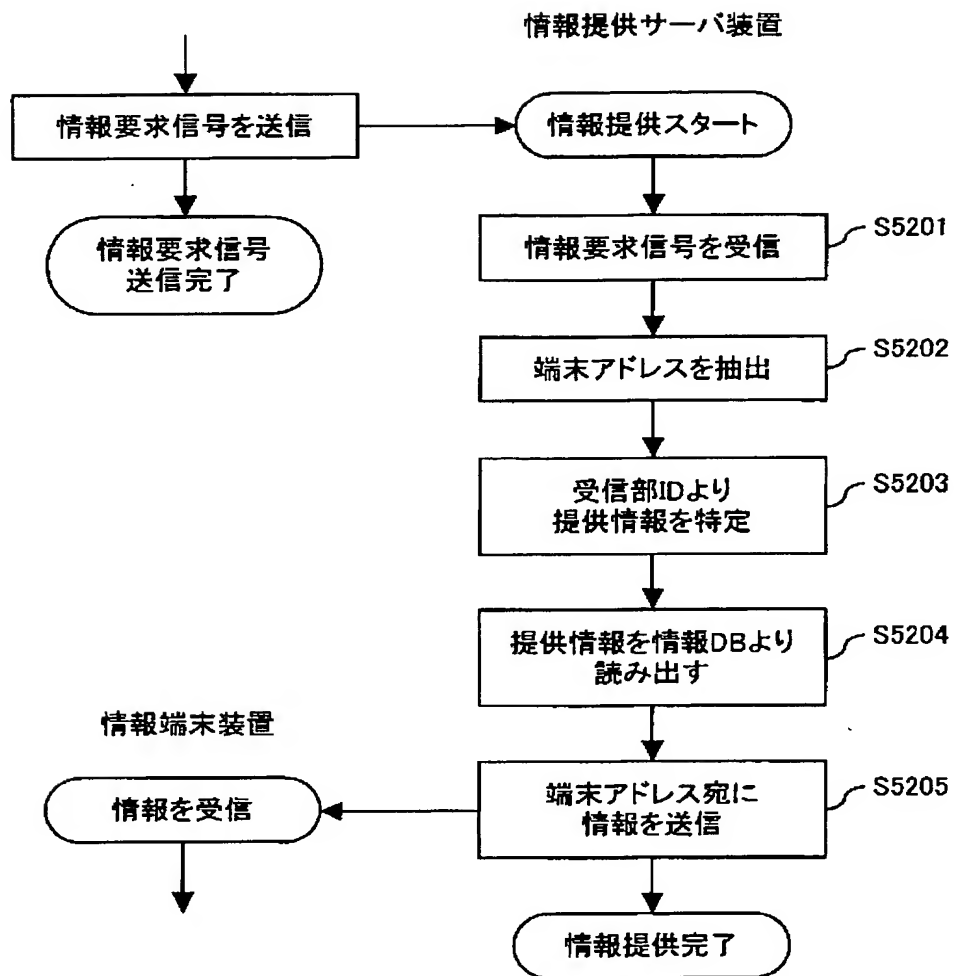 情報提供サーバ装置
情報要求信号を送信
情報提供スタート
情報要求信号
送信完了
情報要求信号を受信
S5201
端末アドレスを抽出
S5202
受信部IDより
提供情報を特定
S5203
提供情報を情報DBより
読み出す
S5204
情報端末装置
情報を受信
端末アドレス宛に
情報を送信
S5205
情報提供完了